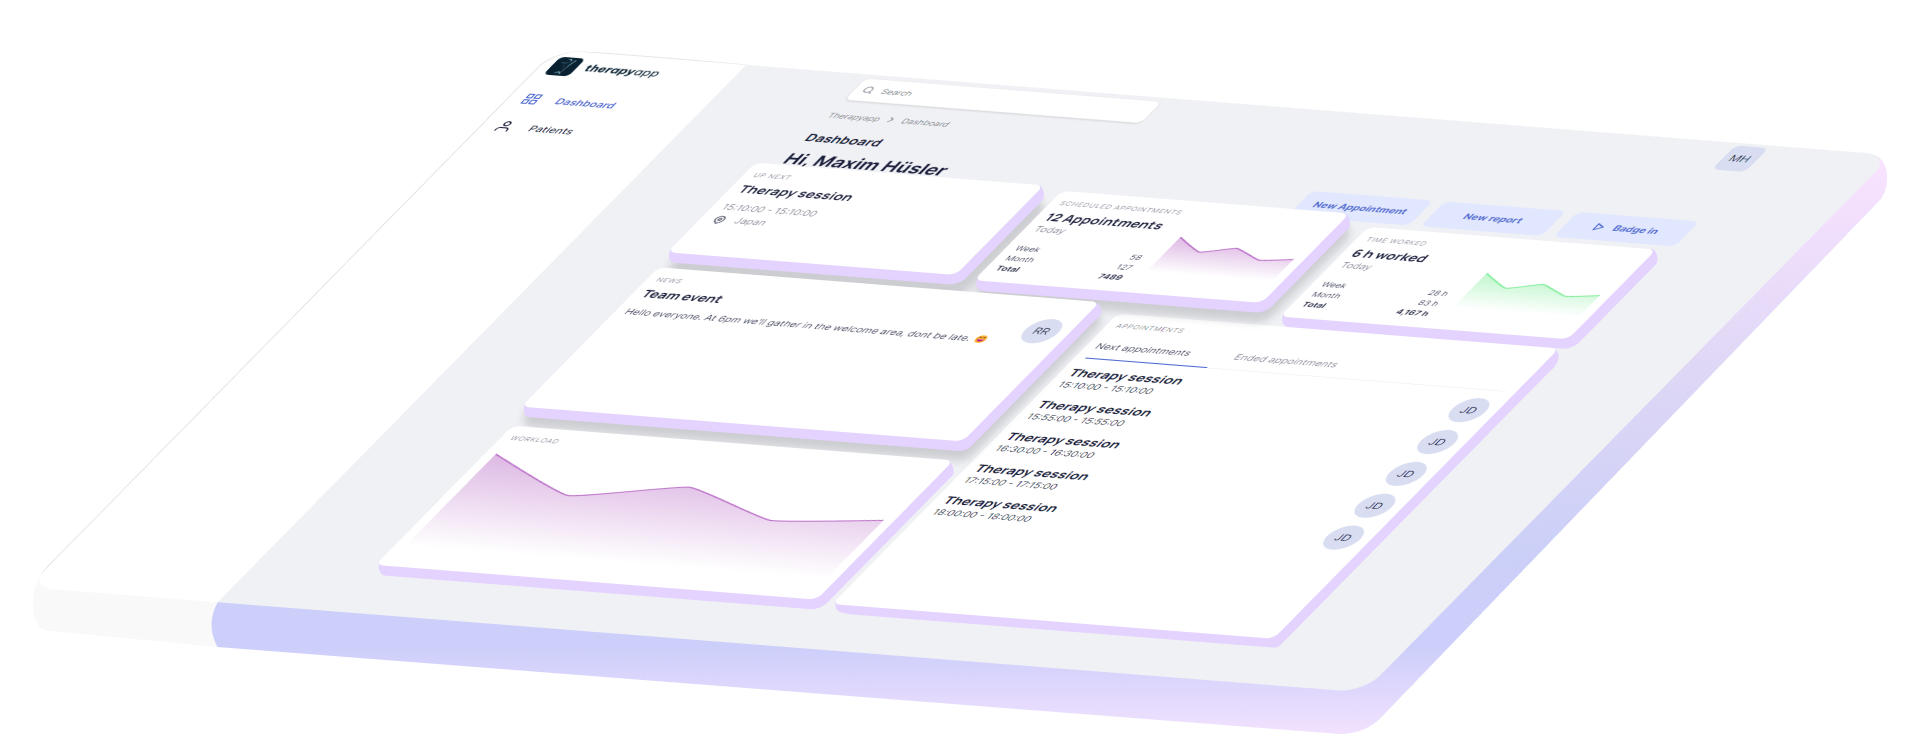 therapyapp
Dashboard
Patients
Search
Therapyapp > Dashboard
Dashboard
Hi, Maxim Hüsler
MH
New Appointment
New report
Badge in
UP NEXT
Therapy session
15:10:00 - 15:10:00
Japan
SCHEDULED APPOINTMENTS
12 Appointments
Today
Week 58
Month 127
Total 7489
TIME WORKED
6 h worked
Today
Week 28 h
Month 83 h
Total 4,167 h
NEWS
Team event
Hello everyone. At 6pm we'll gather in the welcome area, dont be late. 😍
RR
APPOINTMENTS
Next appointments Ended appointments
Therapy session
15:10:00 - 15:10:00
JD
Therapy session
15:55:00 - 15:55:00
JD
Therapy session
16:30:00 - 16:30:00
JD
Therapy session
17:15:00 - 17:15:00
JD
Therapy session
18:00:00 - 18:00:00
JD
WORKLOAD